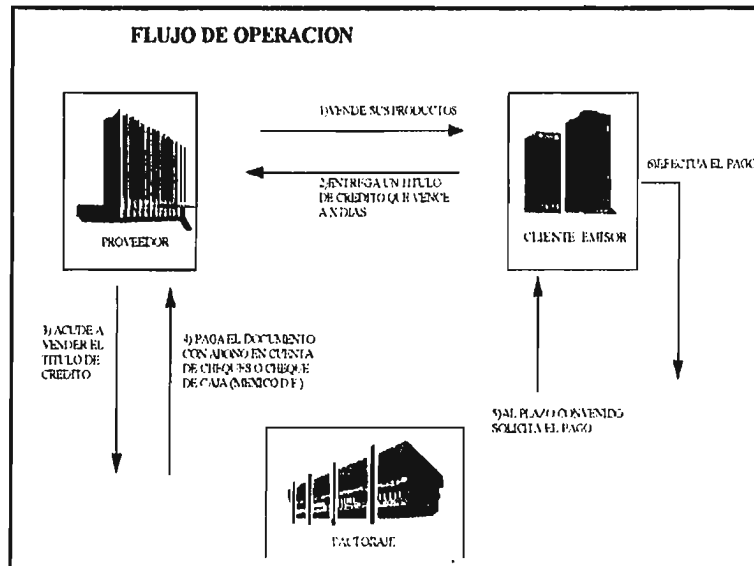 FLUJO DE OPERACION
1) VENDE SUS PRODUCTOS
2) ENTREGA UN TITULO
DE CREDITO QUE VENCE
A X DIAS
6) EFECTUA EL PAGO
PROVEEDOR
CLIENTE EMISOR
3) ACUDE A
VENDER EL
TITULO DE
CREDITO
4) PAGA EL DOCUMENTO
CON ABONO EN CUENTA
DE CHEQUES O CHEQUE
DE CAJA (MEXICO D F )
5) AL PLAZO CONVENIDO
SOLICITA EL PAGO
FACTORAJE